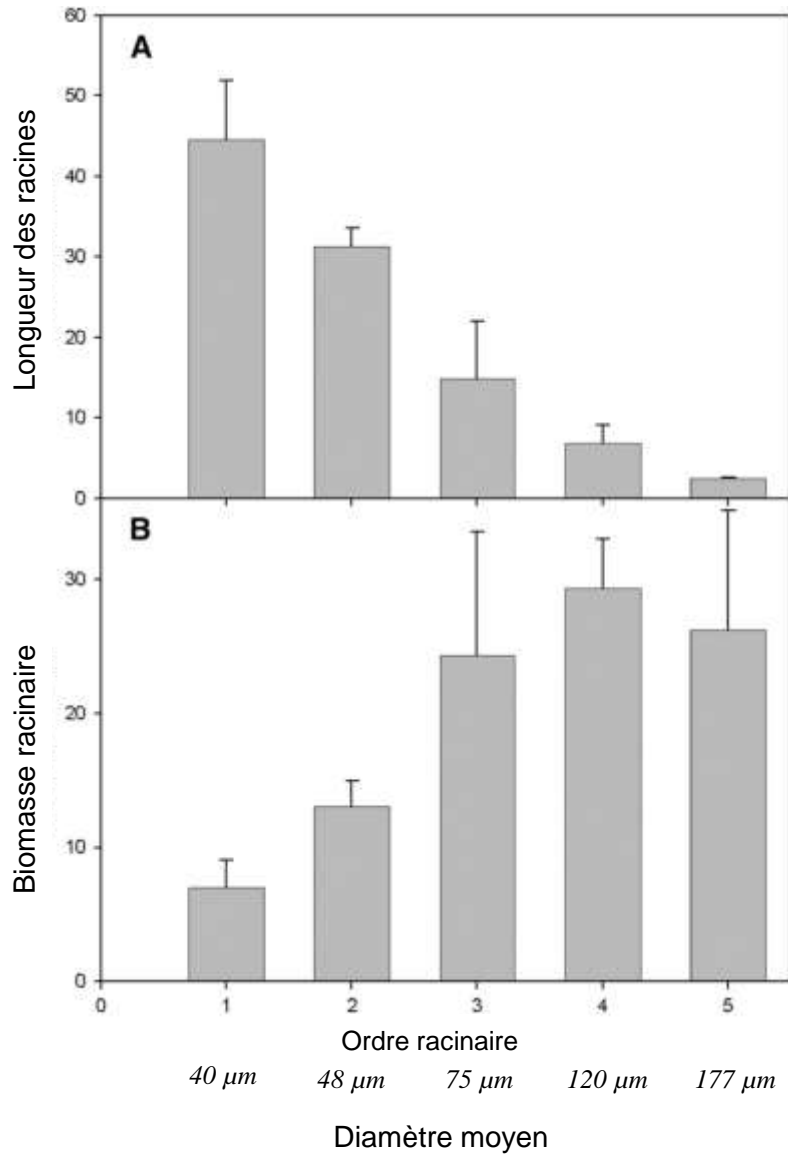 60
A
50
40
30
20
10
0
Longueur des racines
B
30
20
10
0
Biomasse racinaire
0 1 2 3 4 5
Ordre racinaire
40 µm 48 µm 75 µm 120 µm 177 µm
Diamètre moyen